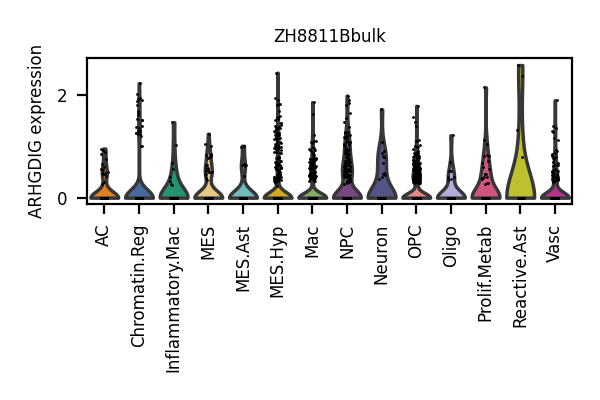 ZH8811Bbulk
ARHGDIG expression
2
0
AC
Chromatin.Reg
Inflammatory.Mac
MES
MES.Ast
MES.Hyp
Mac
NPC
Neuron
OPC
Oligo
Prolif.Metab
Reactive.Ast
Vasc